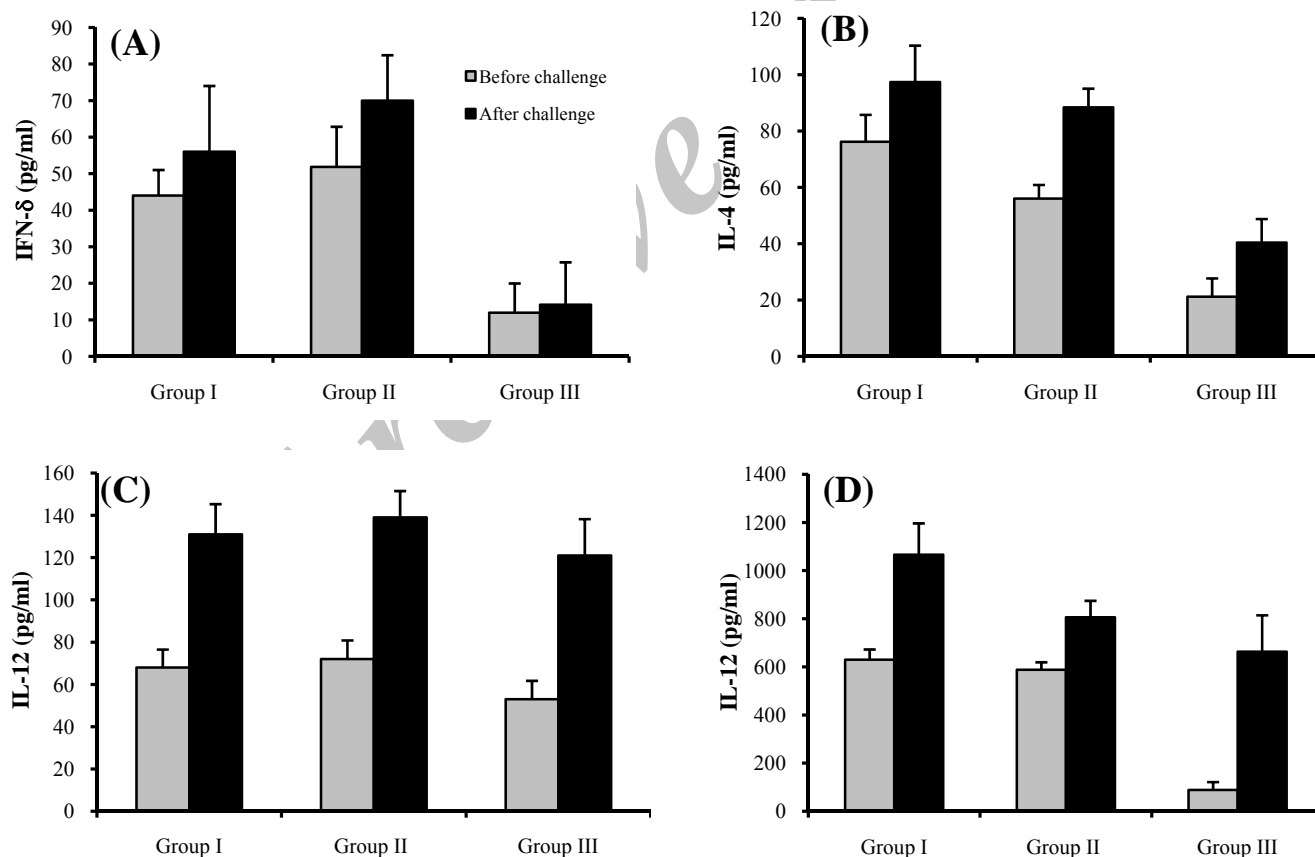 (A)
90
80
70
60
50
40
30
20
10
0
IFN-δ (pg/ml)
Before challenge
After challenge
Group I Group II Group III
(B)
120
100
80
60
40
20
0
IL-4 (pg/ml)
Group I Group II Group III
(C)
160
140
120
100
80
60
40
20
0
IL-12 (pg/ml)
Group I Group II Group III
(D)
1400
1200
1000
800
600
400
200
0
IL-12 (pg/ml)
Group I Group II Group III